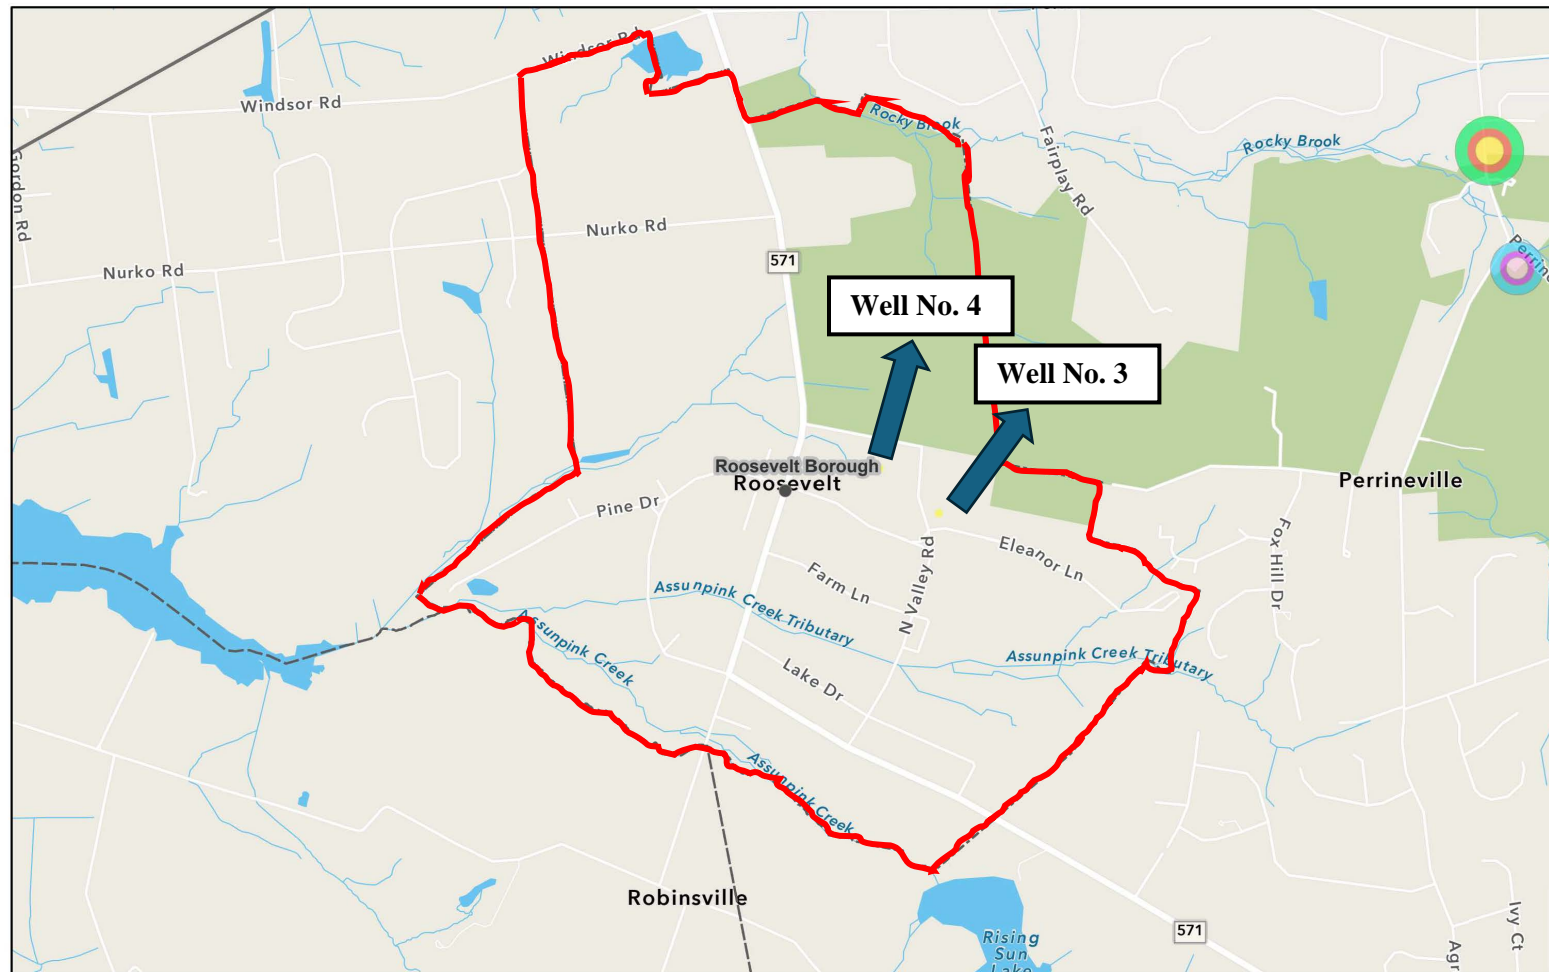 Windsor Rd
Windsor Rd
Rocky Brook
Rocky Brook
Fairplay Rd
Gordon Rd
Nurko Rd
Nurko Rd
571
Well No. 4
Well No. 3
Roosevelt Borough
Roosevelt
Perrineville
Pine Dr
Eleanor Ln
Fox Hill Dr
Farm Ln
N Valley Rd
Assunpink Creek Tributary
Assunpink Creek Tributary
Assunpink Creek
Lake Dr
Assunpink Creek
Robinsville
571
Ivy Ct
Rising
Sun
Lake
Agr